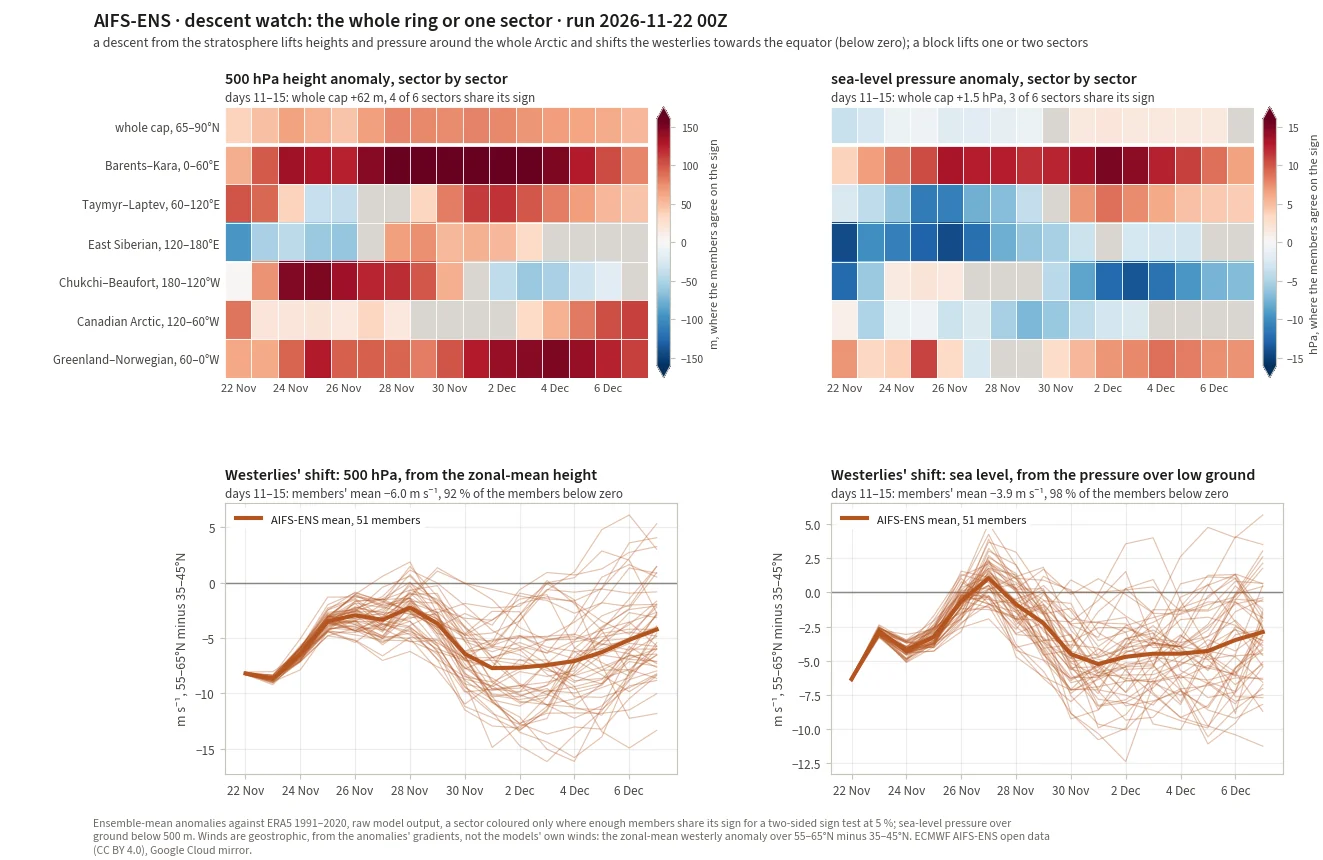 AIFS-ENS · descent watch: the whole ring or one sector · run 2026-11-22 00Z
a descent from the stratosphere lifts heights and pressure around the whole Arctic and shifts the westerlies towards the equator (below zero); a block lifts one or two sectors
500 hPa height anomaly, sector by sector
days 11–15: whole cap +62 m, 4 of 6 sectors share its sign
whole cap, 65–90°N
Barents–Kara, 0–60°E
Taymyr–Laptev, 60–120°E
East Siberian, 120–180°E
Chukchi–Beaufort, 180–120°W
Canadian Arctic, 120–60°W
Greenland–Norwegian, 60–0°W
22 Nov 24 Nov 26 Nov 28 Nov 30 Nov 2 Dec 4 Dec 6 Dec
150
100
50
0
−50
−100
−150
m, where the members agree on the sign
sea-level pressure anomaly, sector by sector
days 11–15: whole cap +1.5 hPa, 3 of 6 sectors share its sign
22 Nov 24 Nov 26 Nov 28 Nov 30 Nov 2 Dec 4 Dec 6 Dec
15
10
5
0
−5
−10
−15
hPa, where the members agree on the sign
Westerlies' shift: 500 hPa, from the zonal-mean height
days 11–15: members' mean −6.0 m s⁻¹, 92 % of the members below zero
AIFS-ENS mean, 51 members
m s⁻¹, 55–65°N minus 35–45°N
5
0
−5
−10
−15
22 Nov 24 Nov 26 Nov 28 Nov 30 Nov 2 Dec 4 Dec 6 Dec
Westerlies' shift: sea level, from the pressure over low ground
days 11–15: members' mean −3.9 m s⁻¹, 98 % of the members below zero
AIFS-ENS mean, 51 members
m s⁻¹, 55–65°N minus 35–45°N
5.0
2.5
0.0
−2.5
−5.0
−7.5
−10.0
−12.5
22 Nov 24 Nov 26 Nov 28 Nov 30 Nov 2 Dec 4 Dec 6 Dec
Ensemble-mean anomalies against ERA5 1991–2020, raw model output, a sector coloured only where enough members share its sign for a two-sided sign test at 5 %; sea-level pressure over
ground below 500 m. Winds are geostrophic, from the anomalies' gradients, not the models' own winds: the zonal-mean westerly anomaly over 55–65°N minus 35–45°N. ECMWF AIFS-ENS open data
(CC BY 4.0), Google Cloud mirror.